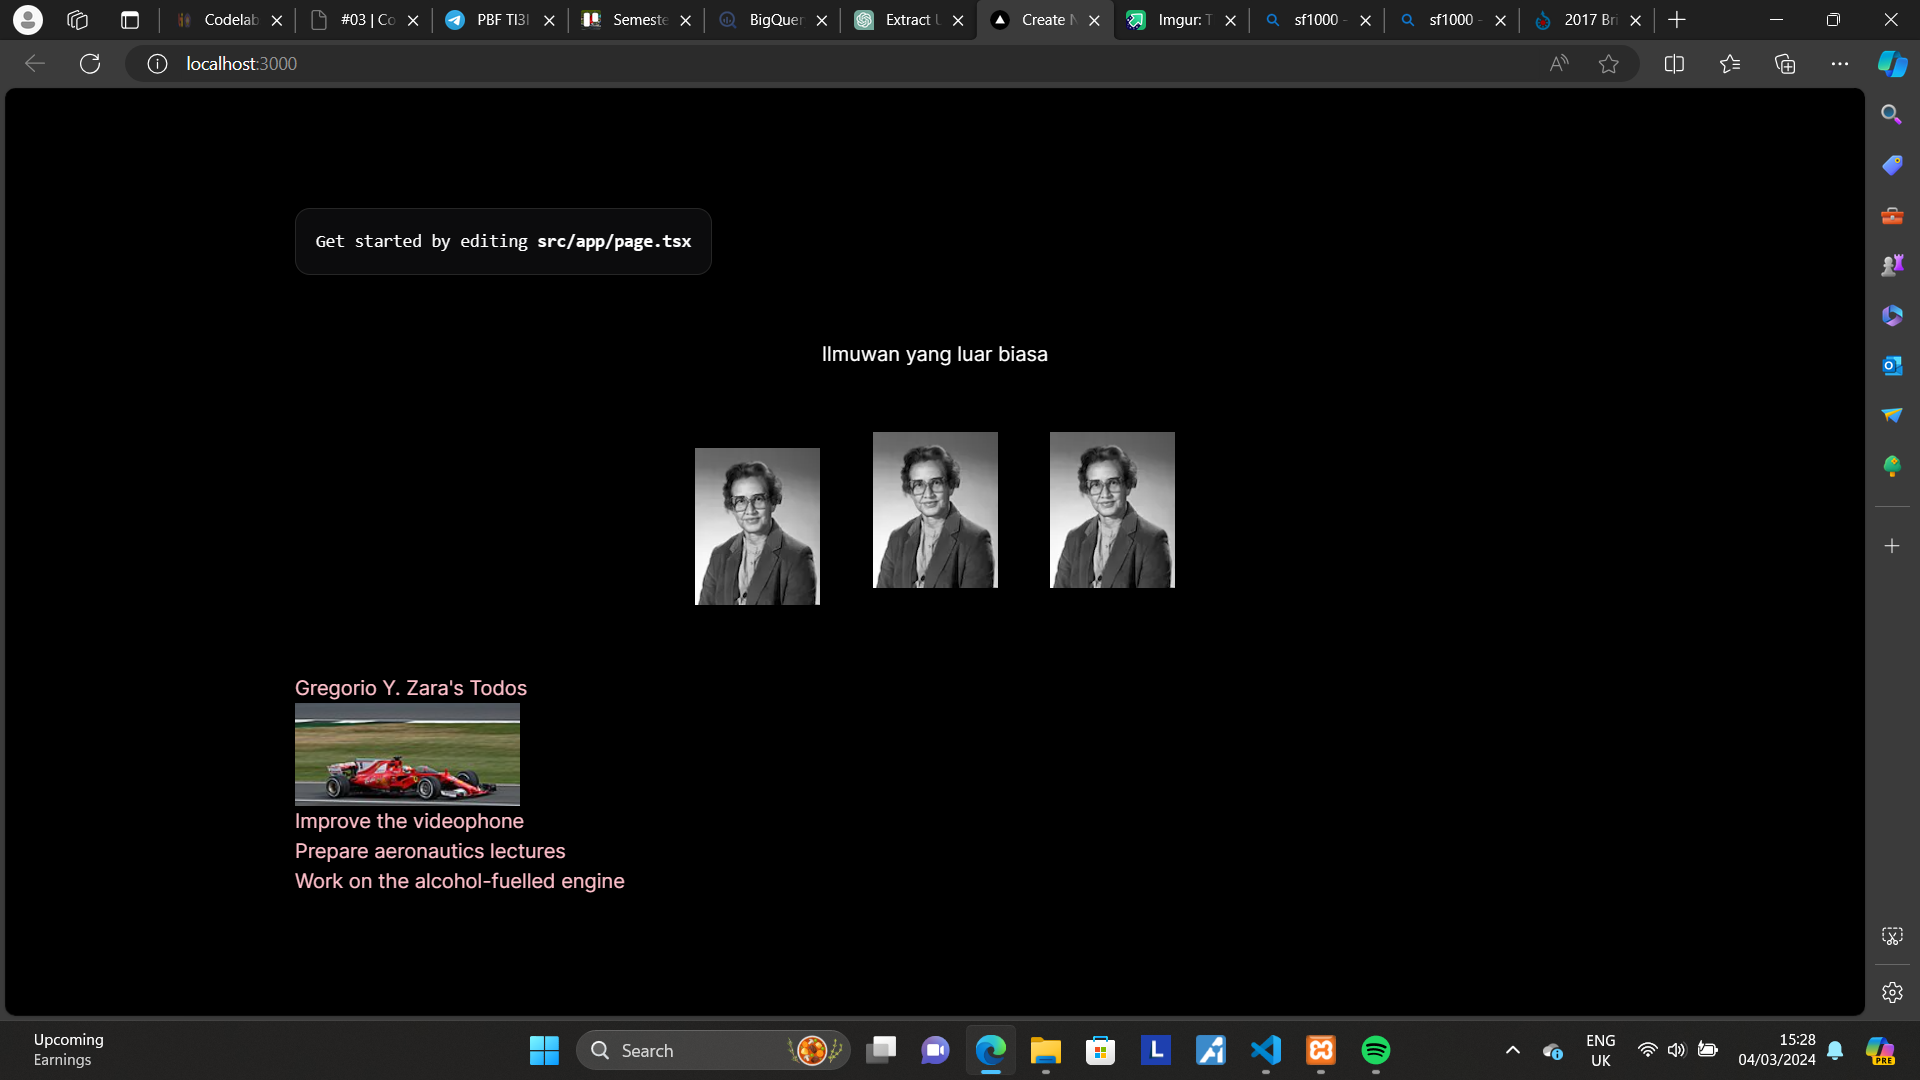 Codelab
#03 | Co
PBF TI3I
Semeste
BigQuer
Extract U
Create N
Imgur: T
sf1000 -
sf1000 -
2017 Bri
localhost:3000
Get started by editing src/app/page.tsx
Ilmuwan yang luar biasa
Gregorio Y. Zara's Todos
Improve the videophone
Prepare aeronautics lectures
Work on the alcohol-fuelled engine
Upcoming
Earnings
Search
L
PRE
ENG
UK
15:28
04/03/2024